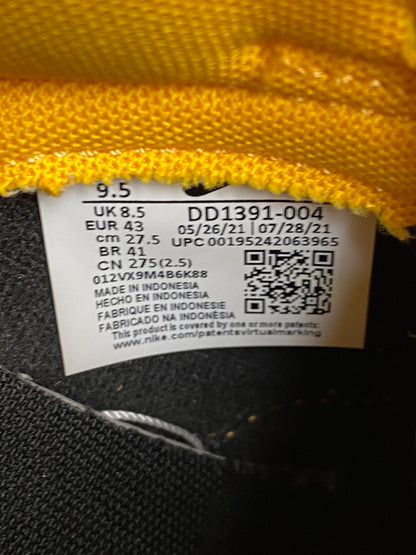 9.5
UK 8.5 DD1391-004
EUR 43 05/26/21 | 07/28/21
cm 27.5 UPC 00195242063965
BR 41
CN 275(2.5)
012VX9M4B6K88
MADE IN INDONESIA
HECHO EN INDONESIA
FABRIQUE EN INDONESIE
FABRICADO NA INDONÉSIA
This product is covered by one or more patents:
www.nike.com/patentsvirtualmarking